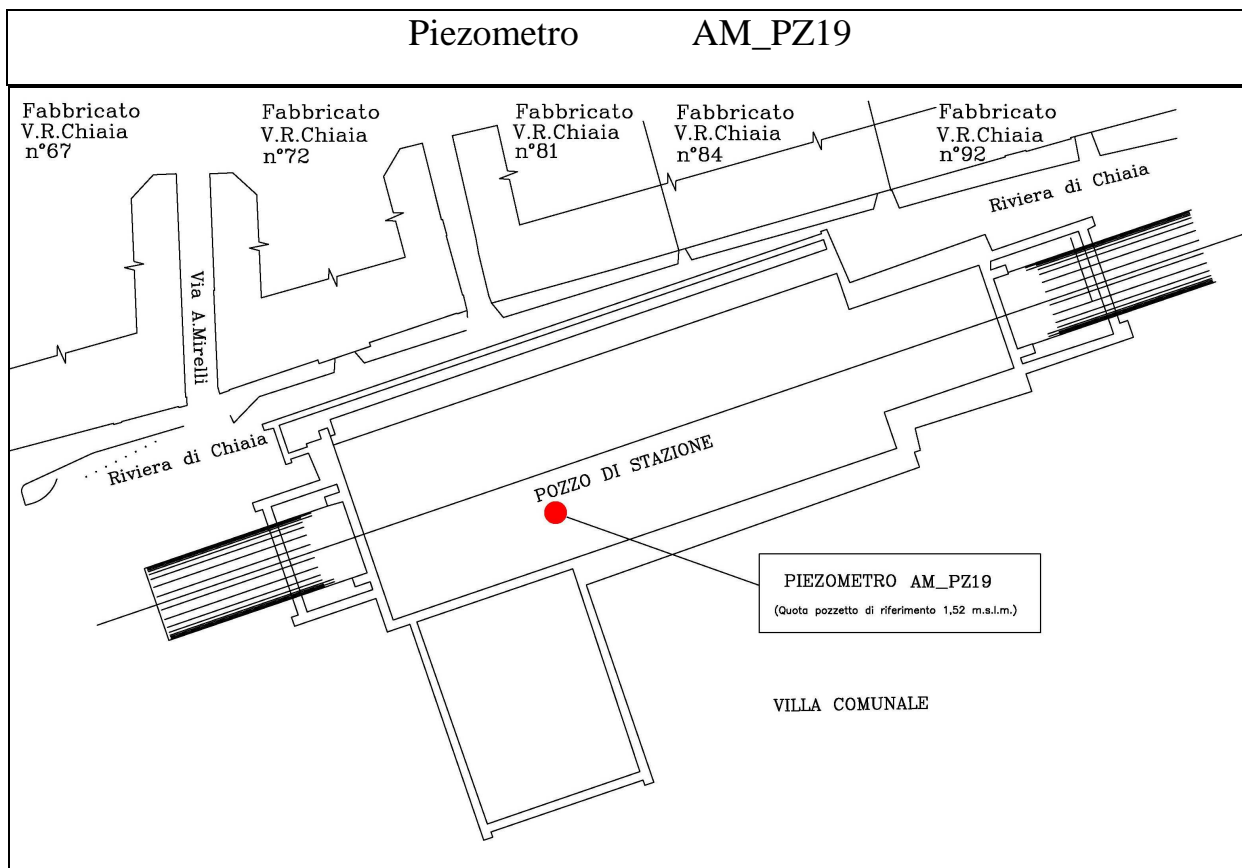 Piezometro AM_PZ19
Fabbricato
V.R.Chiaia
n°67
Fabbricato
V.R.Chiaia
n°72
Fabbricato
V.R.Chiaia
n°81
Fabbricato
V.R.Chiaia
n°84
Fabbricato
V.R.Chiaia
n°92
Riviera di Chiaia
Via A.Mirelli
Riviera di Chiaia
POZZO DI STAZIONE
PIEZOMETRO AM_PZ19
(Quota pozzetto di riferimento 1,52 m.s.l.m.)
VILLA COMUNALE